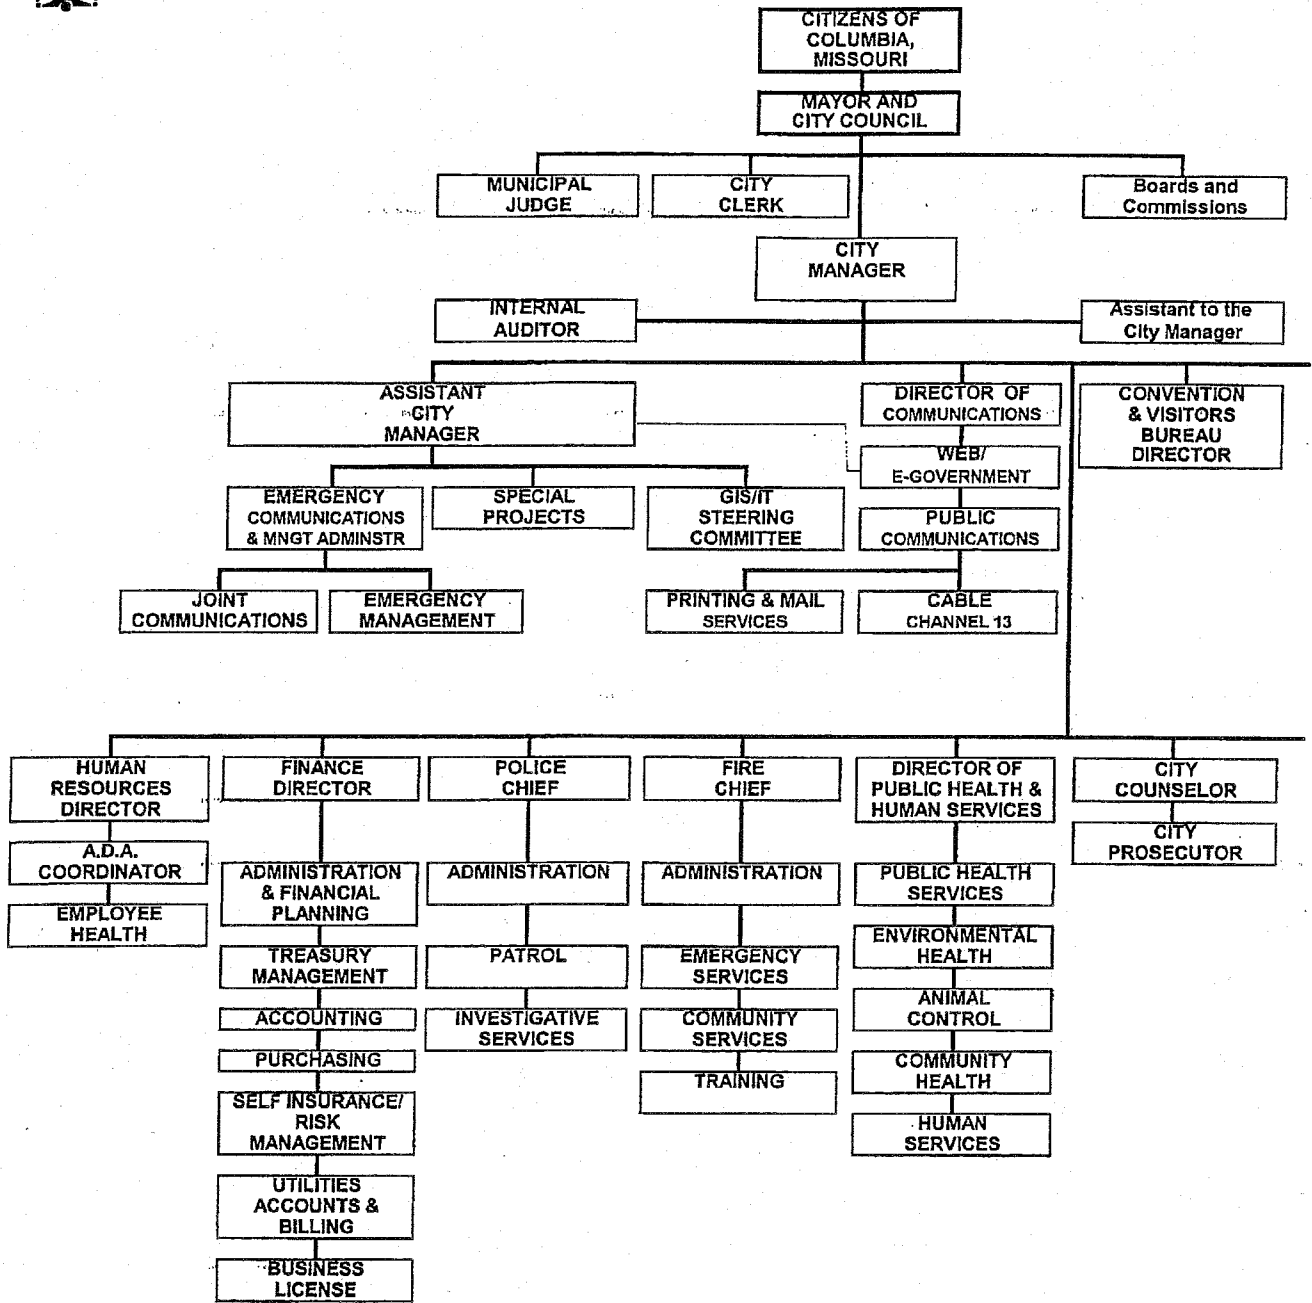 CITIZENS OF
COLUMBIA,
MISSOURI
MAYOR AND
CITY COUNCIL
MUNICIPAL
JUDGE
CITY
CLERK
Boards and
Commissions
CITY
MANAGER
INTERNAL
AUDITOR
Assistant to the
City Manager
ASSISTANT
CITY
MANAGER
DIRECTOR OF
COMMUNICATIONS
CONVENTION
& VISITORS
BUREAU
DIRECTOR
WEB/
E-GOVERNMENT
EMERGENCY
COMMUNICATIONS
& MNGT ADMINSTR
SPECIAL
PROJECTS
GIS/IT
STEERING
COMMITTEE
PUBLIC
COMMUNICATIONS
JOINT
COMMUNICATIONS
EMERGENCY
MANAGEMENT
PRINTING & MAIL
SERVICES
CABLE
CHANNEL 13
HUMAN
RESOURCES
DIRECTOR
A.D.A.
COORDINATOR
EMPLOYEE
HEALTH
FINANCE
DIRECTOR
ADMINISTRATION
& FINANCIAL
PLANNING
TREASURY
MANAGEMENT
ACCOUNTING
PURCHASING
SELF INSURANCE/
RISK
MANAGEMENT
UTILITIES
ACCOUNTS &
BILLING
BUSINESS
LICENSE
POLICE
CHIEF
ADMINISTRATION
PATROL
INVESTIGATIVE
SERVICES
FIRE
CHIEF
ADMINISTRATION
EMERGENCY
SERVICES
COMMUNITY
SERVICES
TRAINING
DIRECTOR OF
PUBLIC HEALTH &
HUMAN SERVICES
PUBLIC HEALTH
SERVICES
ENVIRONMENTAL
HEALTH
ANIMAL
CONTROL
COMMUNITY
HEALTH
HUMAN
SERVICES
CITY
COUNSELOR
CITY
PROSECUTOR